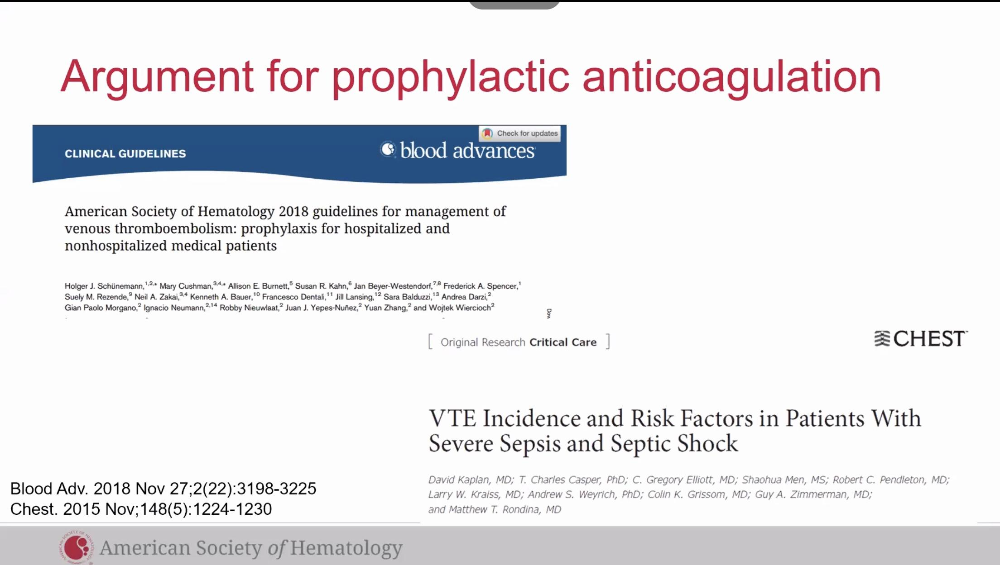 Argument for prophylactic anticoagulation
Check for updates
CLINICAL GUIDELINES
blood advances
American Society of Hematology 2018 guidelines for management of
venous thromboembolism: prophylaxis for hospitalized and
nonhospitalized medical patients
Holger J. Schünemann,1,2,* Mary Cushman,3,4,* Allison E. Burnett,5 Susan R. Kahn,6 Jan Beyer-Westendorf,7,8 Frederick A. Spencer,1
Suely M. Rezende,9 Neil A. Zakai,3,4 Kenneth A. Bauer,10 Francesco Dentali,11 Jill Lansing,12 Sara Balduzzi,13 Andrea Darzi,2
Gian Paolo Morgano,2 Ignacio Neumann,2,14 Robby Nieuwlaat,2 Juan J. Yepes-Nuñez,2 Yuan Zhang,2 and Wojtek Wiercioch2
[ Original Research Critical Care ]
CHEST™
VTE Incidence and Risk Factors in Patients With
Severe Sepsis and Septic Shock
David Kaplan, MD; T. Charles Casper, PhD; C. Gregory Elliott, MD; Shaohua Men, MS; Robert C. Pendleton, MD;
Larry W. Kraiss, MD; Andrew S. Weyrich, PhD; Colin K. Grissom, MD; Guy A. Zimmerman, MD;
and Matthew T. Rondina, MD
Blood Adv. 2018 Nov 27;2(22):3198-3225
Chest. 2015 Nov;148(5):1224-1230
American Society of Hematology